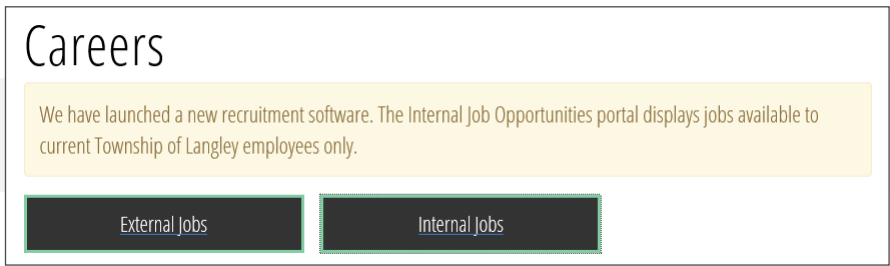 Careers
We have launched a new recruitment software. The Internal Job Opportunities portal displays jobs available to
current Township of Langley employees only.
External Jobs
Internal Jobs